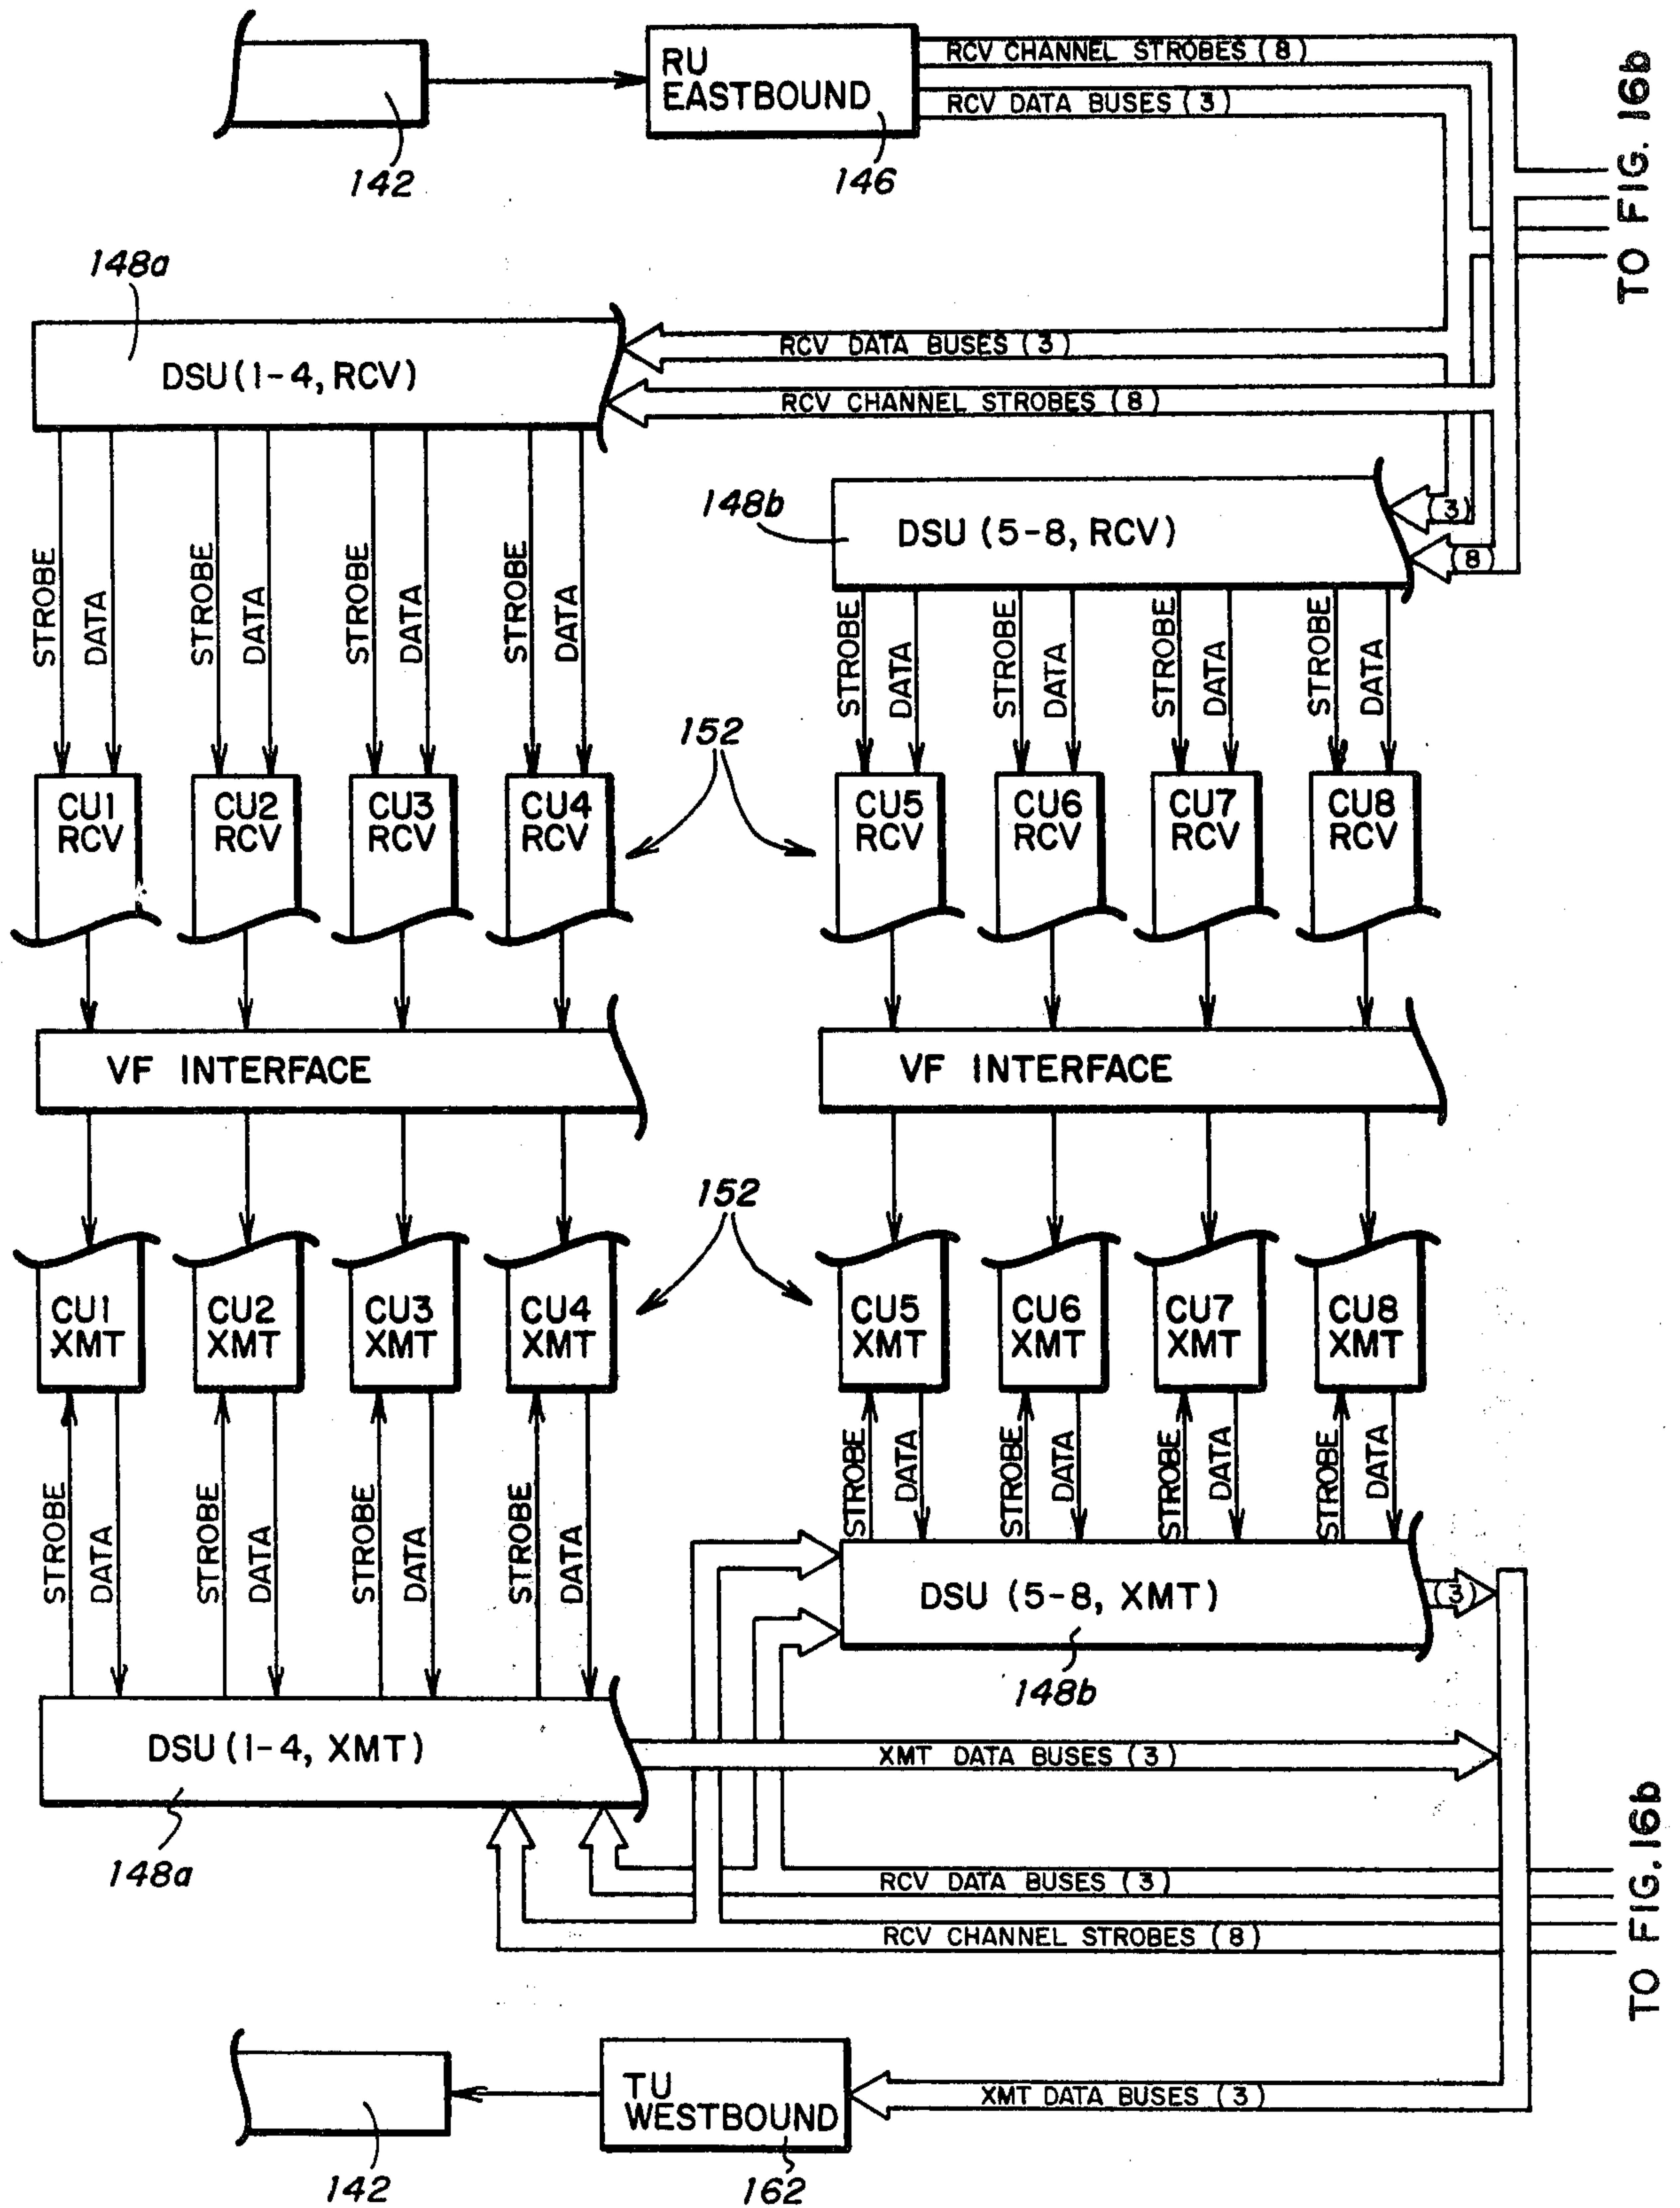 RU
EASTBOUND
RCV CHANNEL STROBES (8)
RCV DATA BUSES (3)
142
146
TO FIG. 16b
148a
DSU (1-4, RCV)
RCV DATA BUSES (3)
RCV CHANNEL STROBES (8)
148b
DSU (5-8, RCV)
(3)
(8)
STROBE
DATA
STROBE
DATA
STROBE
DATA
STROBE
DATA
STROBE
DATA
STROBE
DATA
STROBE
DATA
STROBE
DATA
152
CU1
RCV
CU2
RCV
CU3
RCV
CU4
RCV
CU5
RCV
CU6
RCV
CU7
RCV
CU8
RCV
VF INTERFACE
VF INTERFACE
152
CU1
XMT
CU2
XMT
CU3
XMT
CU4
XMT
CU5
XMT
CU6
XMT
CU7
XMT
CU8
XMT
STROBE
DATA
STROBE
DATA
STROBE
DATA
STROBE
DATA
STROBE
DATA
STROBE
DATA
STROBE
DATA
STROBE
DATA
DSU (5-8, XMT)
(3)
148b
DSU (1-4, XMT)
XMT DATA BUSES (3)
148a
RCV DATA BUSES (3)
RCV CHANNEL STROBES (8)
TO FIG. 16b
TU
WESTBOUND
XMT DATA BUSES (3)
142
162